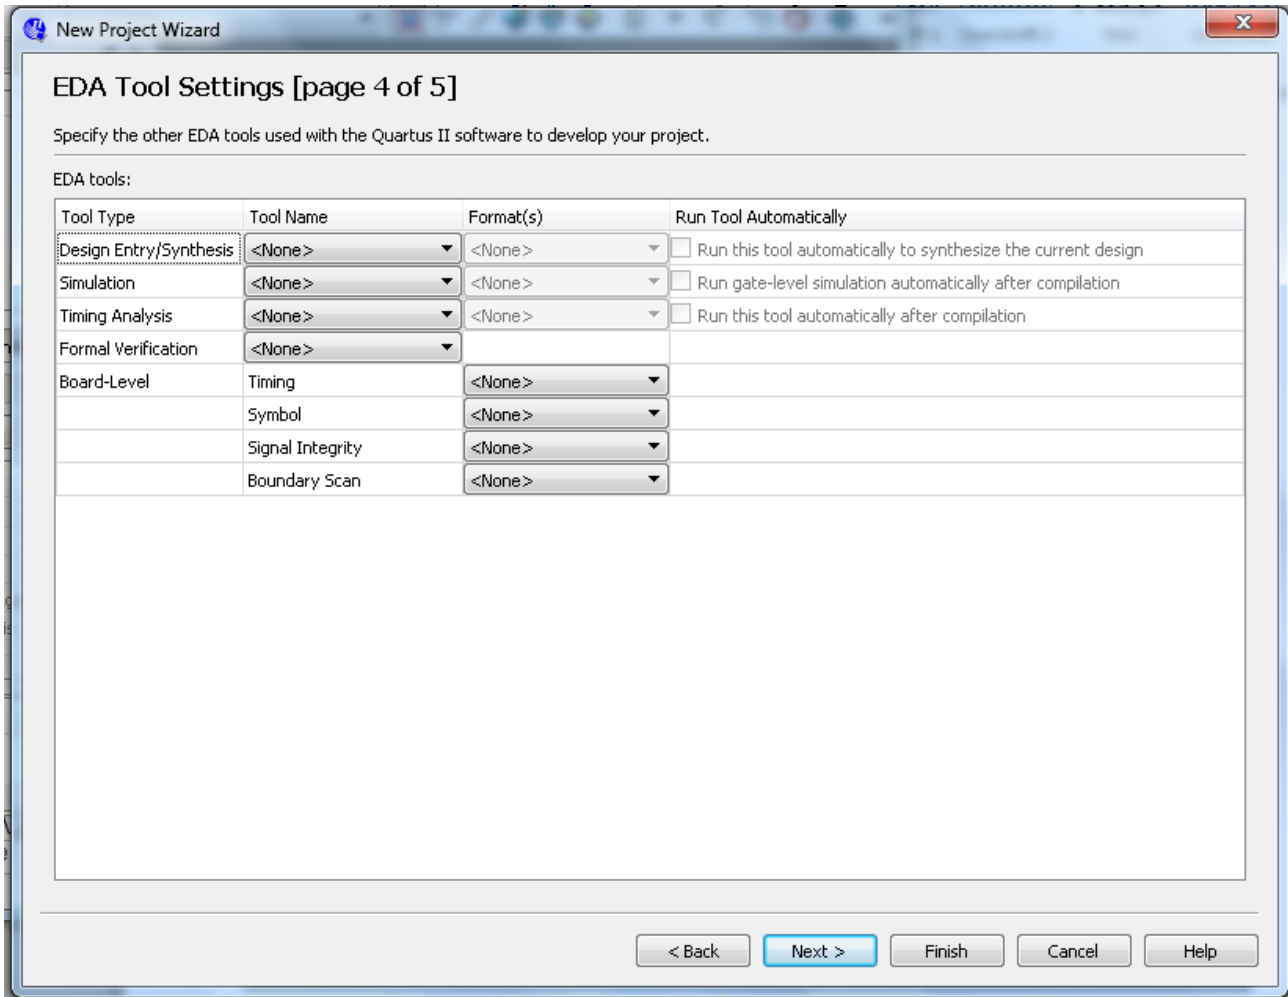 New Project Wizard
EDA Tool Settings [page 4 of 5]
Specify the other EDA tools used with the Quartus II software to develop your project.
EDA tools:
Tool Type Tool Name Format(s) Run Tool Automatically
Design Entry/Synthesis <None> <None> Run this tool automatically to synthesize the current design
Simulation <None> <None> Run gate-level simulation automatically after compilation
Timing Analysis <None> <None> Run this tool automatically after compilation
Formal Verification <None>
Board-Level Timing <None>
Symbol <None>
Signal Integrity <None>
Boundary Scan <None>
< Back Next > Finish Cancel Help